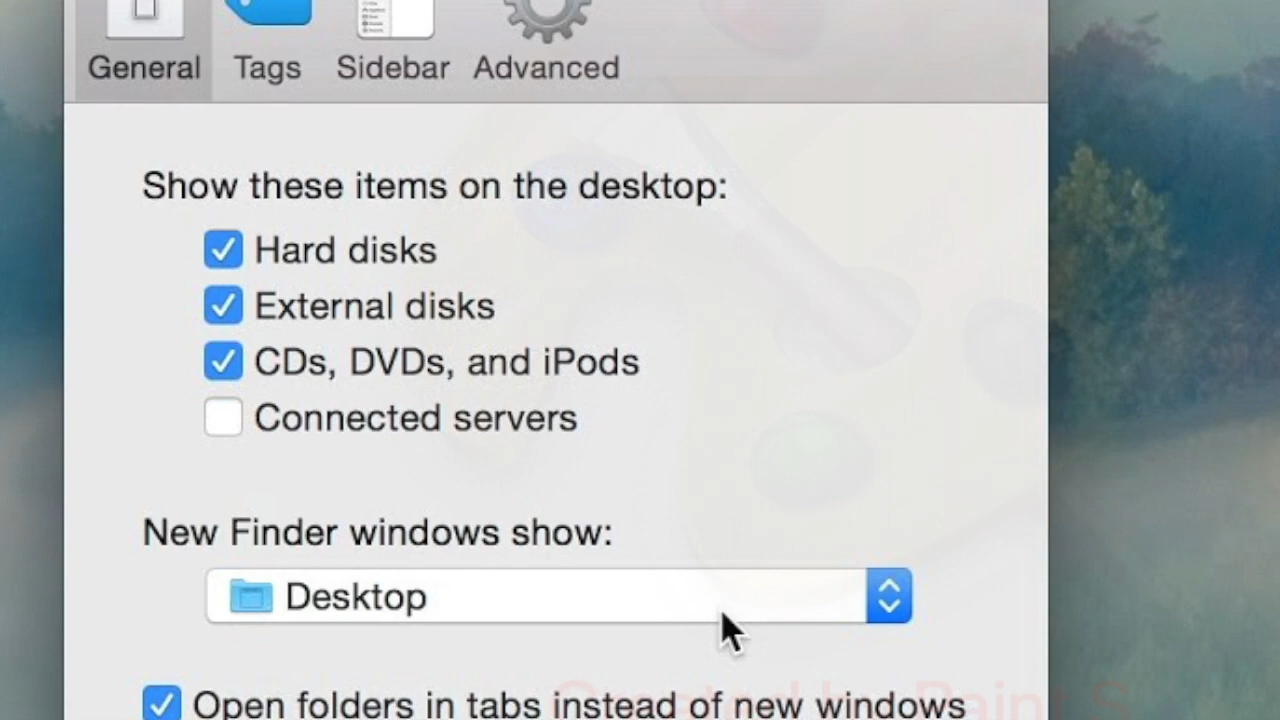 General Tags Sidebar Advanced
Show these items on the desktop:
Hard disks
External disks
CDs, DVDs, and iPods
Connected servers
New Finder windows show:
Desktop
Open folders in tabs instead of new windows